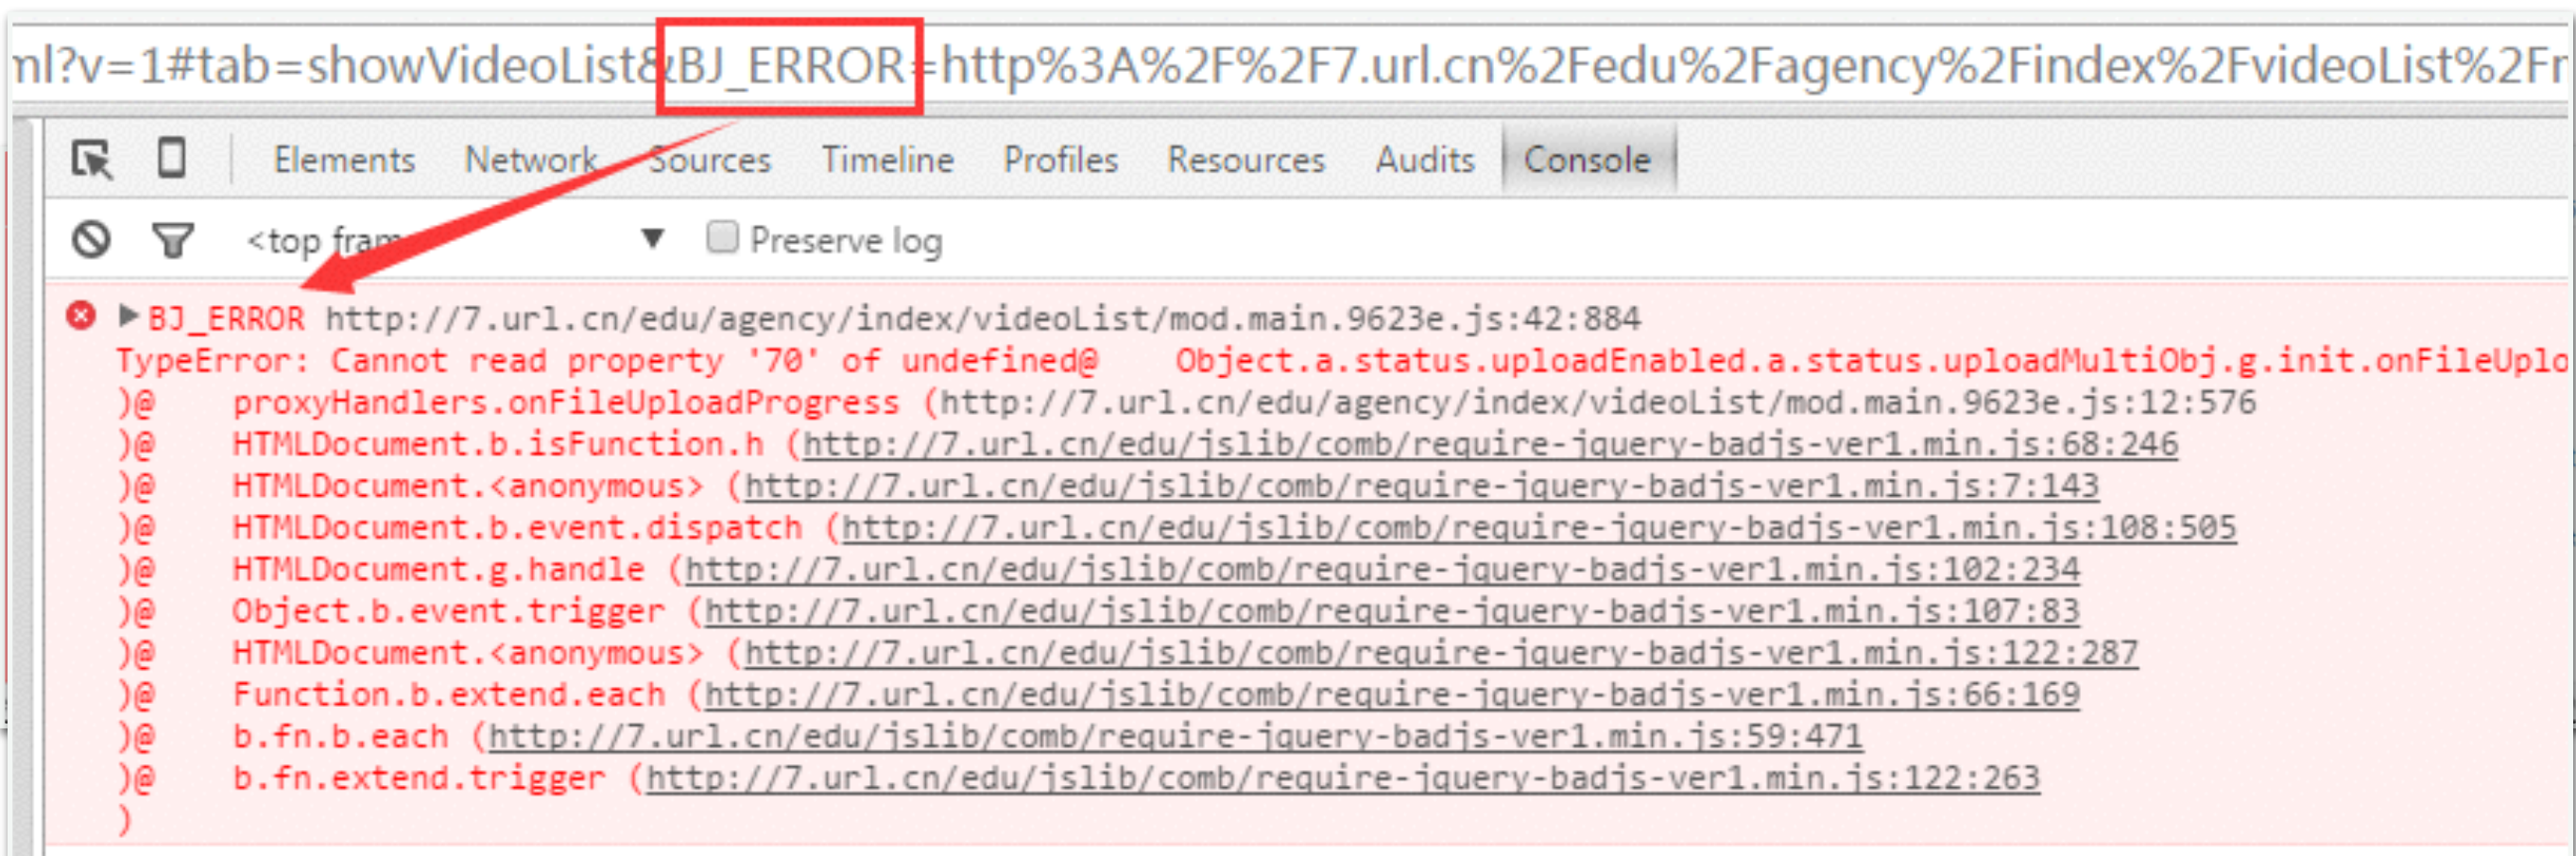 ml?v=1#tab=showVideoList&BJ_ERROR=http%3A%2F%2F7.url.cn%2Fedu%2Fagency%2Findex%2FvideoList%2F
Elements Network Sources Timeline Profiles Resources Audits Console
<top fram ▼ Preserve log
▶BJ_ERROR http://7.url.cn/edu/agency/index/videoList/mod.main.9623e.js:42:884
TypeError: Cannot read property '70' of undefined@ Object.a.status.uploadEnabled.a.status.uploadMultiObj.g.init.onFileUplo
)@ proxyHandlers.onFileUploadProgress (http://7.url.cn/edu/agency/index/videoList/mod.main.9623e.js:12:576
)@ HTMLDocument.b.isFunction.h (http://7.url.cn/edu/jslib/comb/require-jquery-badjs-ver1.min.js:68:246
)@ HTMLDocument.<anonymous> (http://7.url.cn/edu/jslib/comb/require-jquery-badjs-ver1.min.js:7:143
)@ HTMLDocument.b.event.dispatch (http://7.url.cn/edu/jslib/comb/require-jquery-badjs-ver1.min.js:108:505
)@ HTMLDocument.g.handle (http://7.url.cn/edu/jslib/comb/require-jquery-badjs-ver1.min.js:102:234
)@ Object.b.event.trigger (http://7.url.cn/edu/jslib/comb/require-jquery-badjs-ver1.min.js:107:83
)@ HTMLDocument.<anonymous> (http://7.url.cn/edu/jslib/comb/require-jquery-badjs-ver1.min.js:122:287
)@ Function.b.extend.each (http://7.url.cn/edu/jslib/comb/require-jquery-badjs-ver1.min.js:66:169
)@ b.fn.b.each (http://7.url.cn/edu/jslib/comb/require-jquery-badjs-ver1.min.js:59:471
)@ b.fn.extend.trigger (http://7.url.cn/edu/jslib/comb/require-jquery-badjs-ver1.min.js:122:263
)